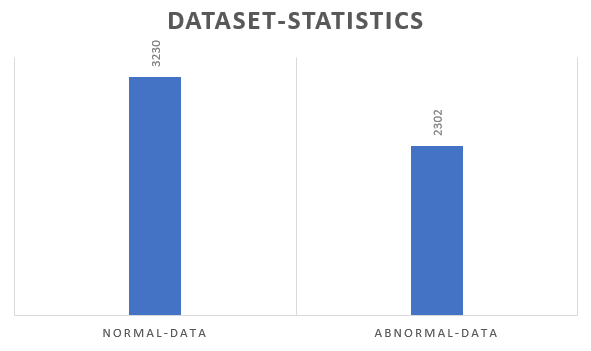 DATASET-STATISTICS
3230
2302
NORMAL-DATA
ABNORMAL-DATA